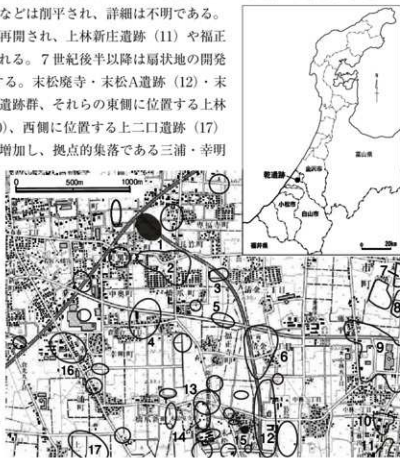 などは削平され、詳細は不明である。
再開され、上林新庄遺跡（11）や福正
れる。７世紀後半以降は扇状地の開発
する。末松廃寺・末松A遺跡（12）・末
遺跡群、それらの東側に位置する上林
)、西側に位置する上二口遺跡（17）
増加し、拠点的集落である三浦・幸明
富山県
乾遺跡
金沢市
小松市
白山市
福井県
0 20km
0 500m 1000m
1
2
3
4
5
6
7
8
9
10
11
12
13
14
15
16
17